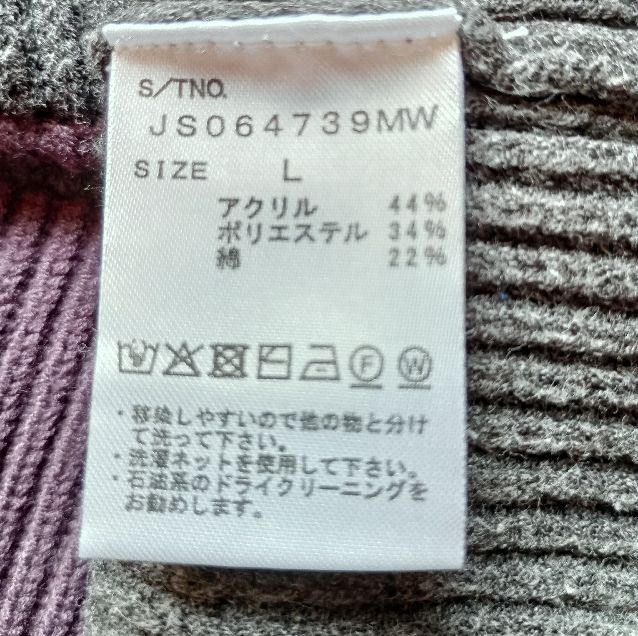 S/TNO.
JS064739MW
SIZE L
アクリル 44%
ポリエステル 34%
綿 22%
F W
・移染しやすいので他の物と分け
て洗って下さい。
・洗濯ネットを使用して下さい。
・石油系のドライクリーニングを
お勧めします。